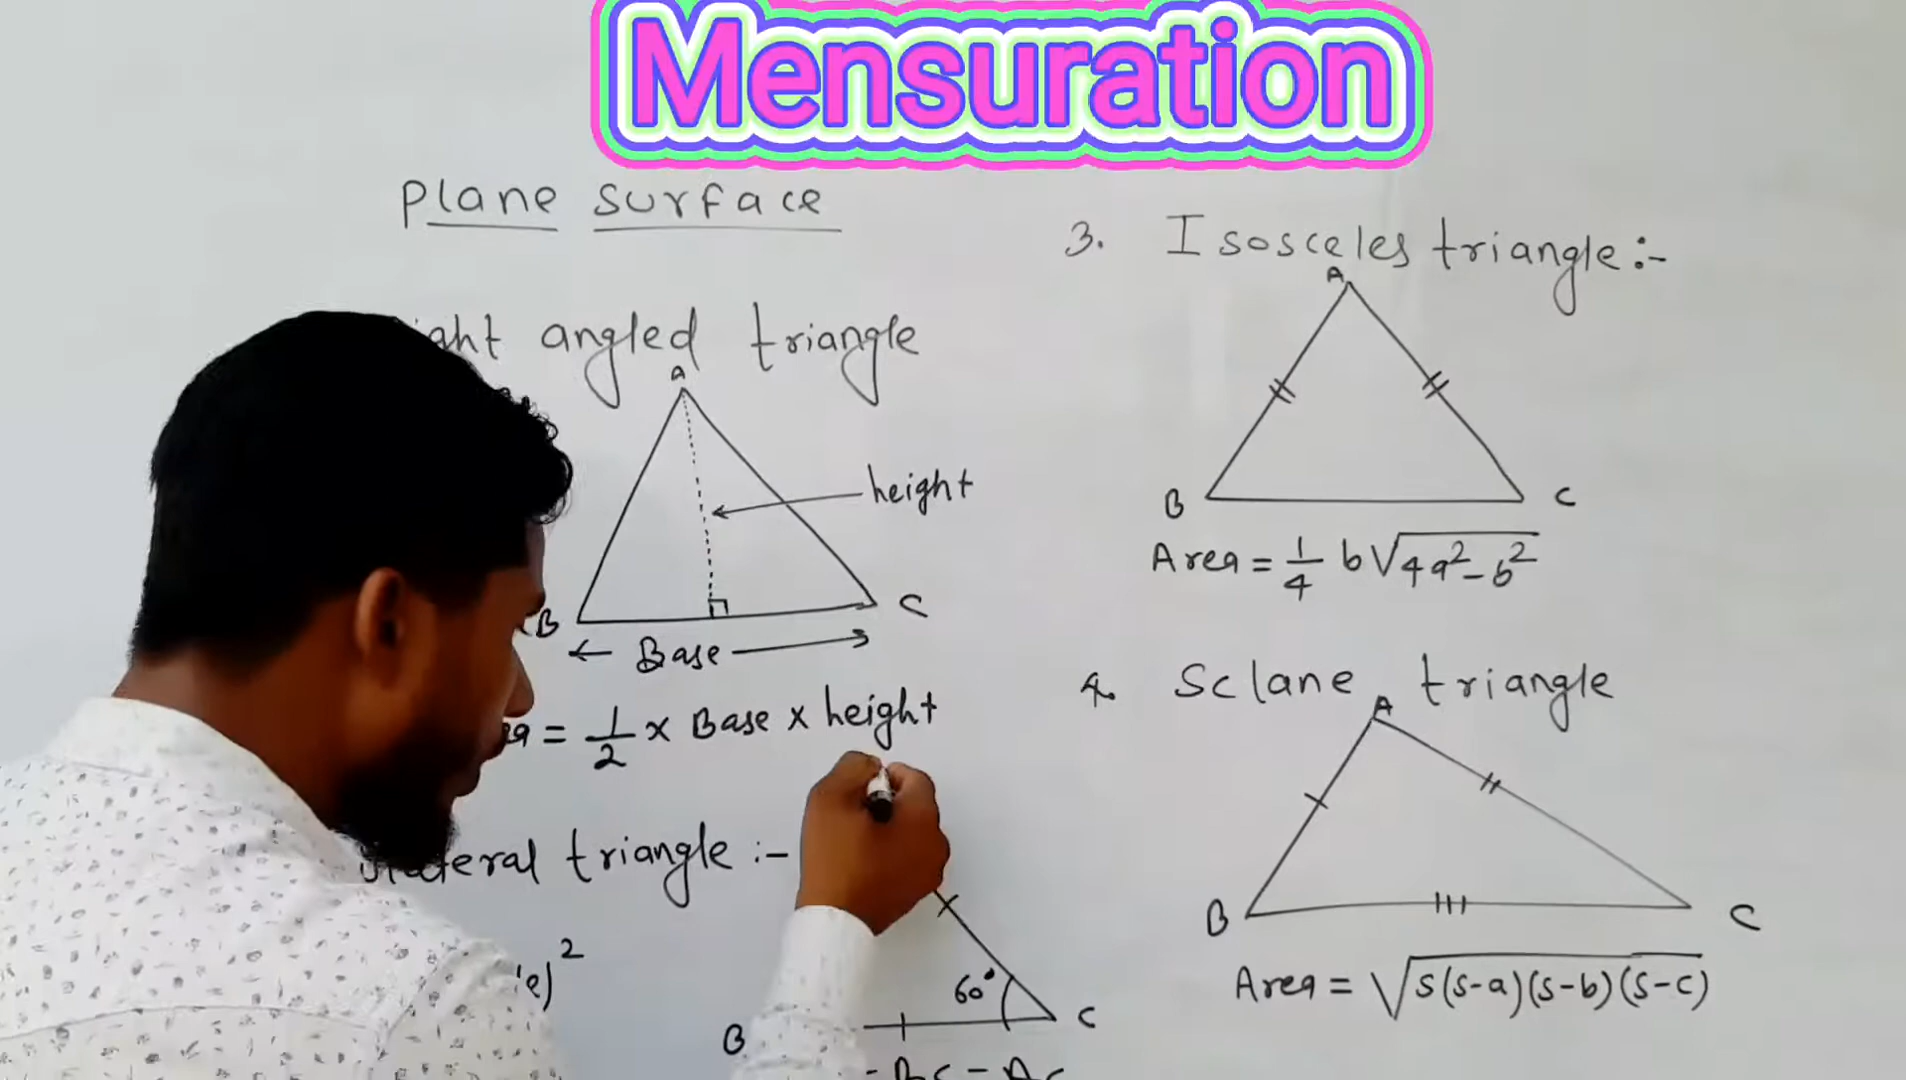 Mensuration
Plane surface
angled triangle
A
height
B
C
Base
= 1/2 x Base x height
triangle :-
2
60°
B
C
3. Isosceles triangle:-
A
B
C
Area = 1/4 b√4a²-b²
4. Sclane triangle
A
B
C
Area = √s(s-a)(s-b)(s-c)